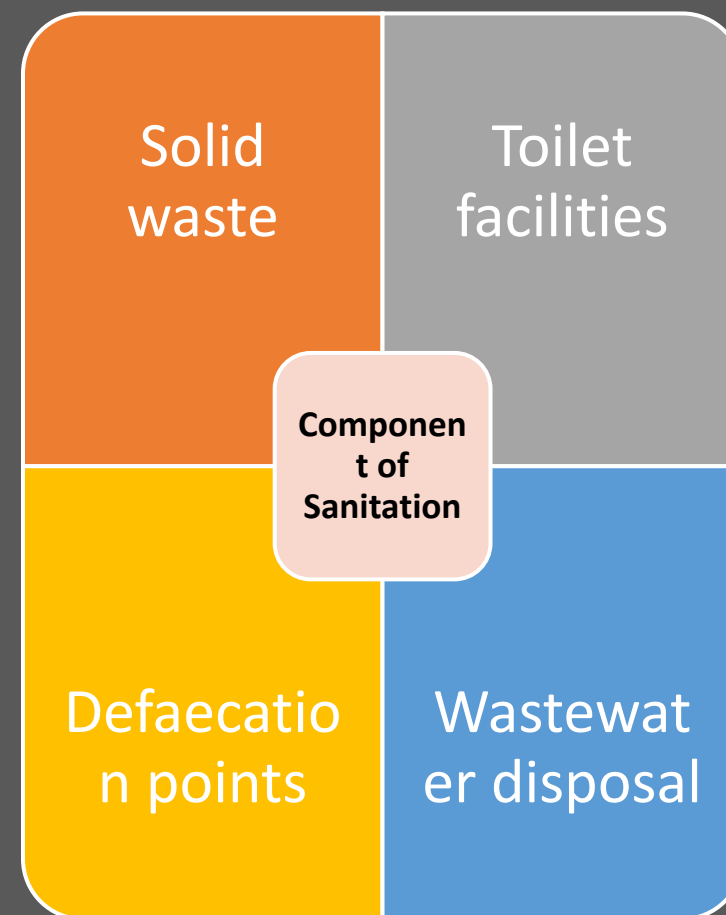 Solid
waste
Toilet
facilities
Componen
t of
Sanitation
Defaecatio
n points
Wastewat
er disposal